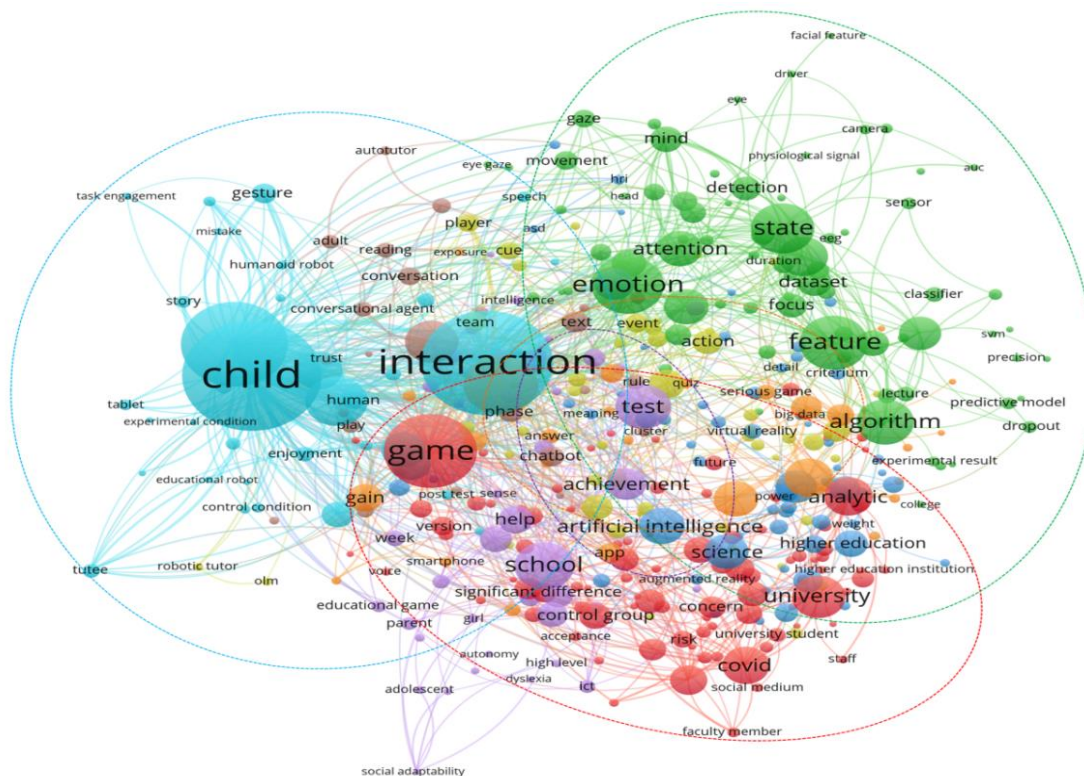 facial feature
driver
eye
gaze
mind
camera
autotutor
eye gaze
movement
physiological signal
auc
task engagement
gesture
hri
detection
speech
head
sensor
mistake
player
asd
state
adult
reading
exposure
cue
attention
eeg
humanoid robot
conversation
duration
emotion
dataset
story
intelligence
classifier
conversational agent
focus
team
text
event
svm
trust
action
feature
child
interaction
detail
criterium
precision
rule
quiz
human
serious game
lecture
tablet
phase
meaning
test
big data
predictive model
experimental condition
play
cluster
virtual reality
algorithm
dropout
answer
game
enjoyment
chatbot
future
experimental result
educational robot
achievement
post test
sense
power
gain
analytic
control condition
college
version
help
artificial intelligence
weight
week
higher education
app
science
tutee
robotic tutor
smartphone
school
voice
higher education institution
olm
augmented reality
significant difference
university
educational game
control group
concern
parent
girl
acceptance
risk
university student
autonomy
high level
covid
staff
dyslexia
adolescent
ict
social medium
faculty member
social adaptability